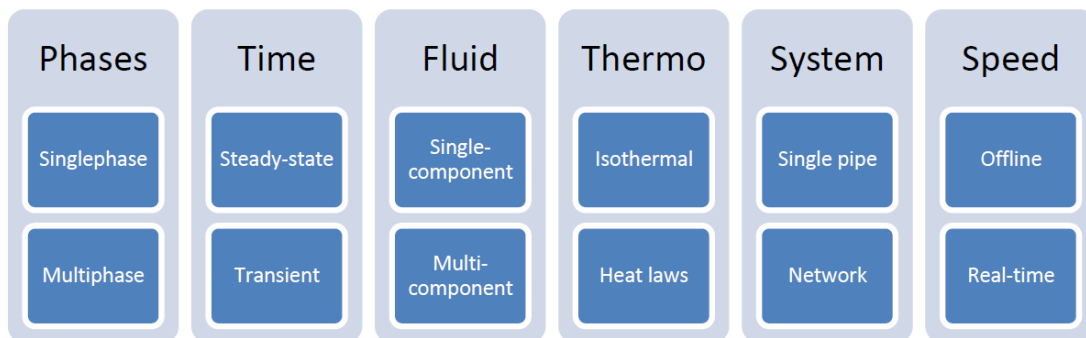 Phases
Time
Fluid
Thermo
System
Speed
Singlephase
Steady-state
Single-
component
Isothermal
Single pipe
Offline
Multiphase
Transient
Multi-
component
Heat laws
Network
Real-time